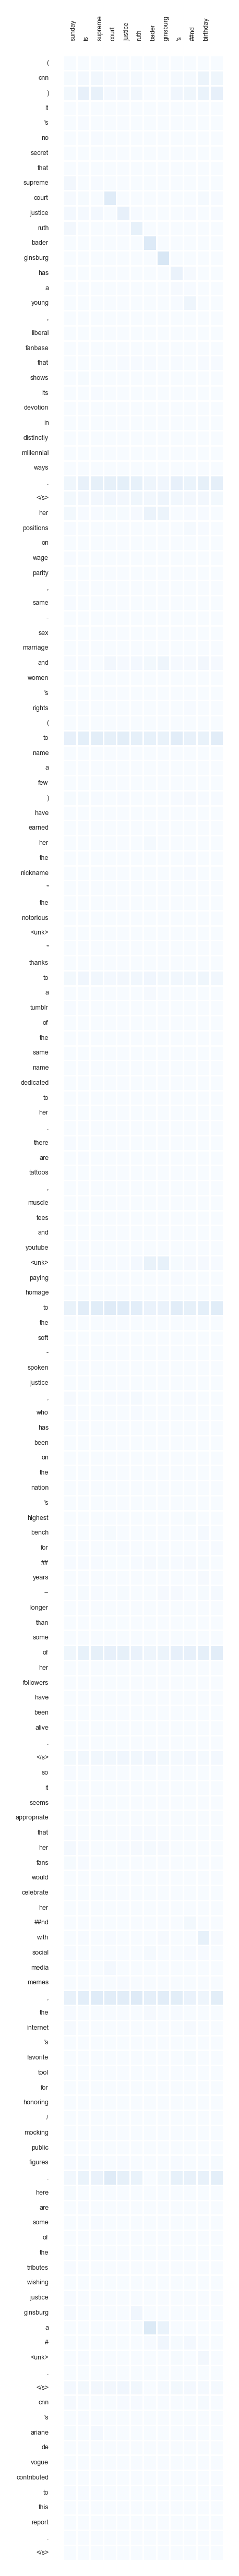 sunday
is
supreme
court
justice
ruth
bader
ginsburg
's
##nd
birthday
(
cnn
)
it
's
no
secret
that
supreme
court
justice
ruth
bader
ginsburg
has
a
young
,
liberal
fanbase
that
shows
its
devotion
in
distinctly
millennial
ways
.
</s>
her
positions
on
wage
parity
,
same
-
sex
marriage
and
women
's
rights
(
to
name
a
few
)
have
earned
her
the
nickname
"
the
notorious
<unk>
"
thanks
to
a
tumblr
of
the
same
name
dedicated
to
her
.
there
are
tattoos
,
muscle
tees
and
youtube
<unk>
paying
homage
to
the
soft
-
spoken
justice
,
who
has
been
on
the
nation
's
highest
bench
for
##
years
--
longer
than
some
of
her
followers
have
been
alive
.
</s>
so
it
seems
appropriate
that
her
fans
would
celebrate
her
##nd
with
social
media
memes
,
the
internet
's
favorite
tool
for
honoring
/
mocking
public
figures
.
here
are
some
of
the
tributes
wishing
justice
ginsburg
a
#
<unk>
.
</s>
cnn
's
ariane
de
vogue
contributed
to
this
report
.
</s>